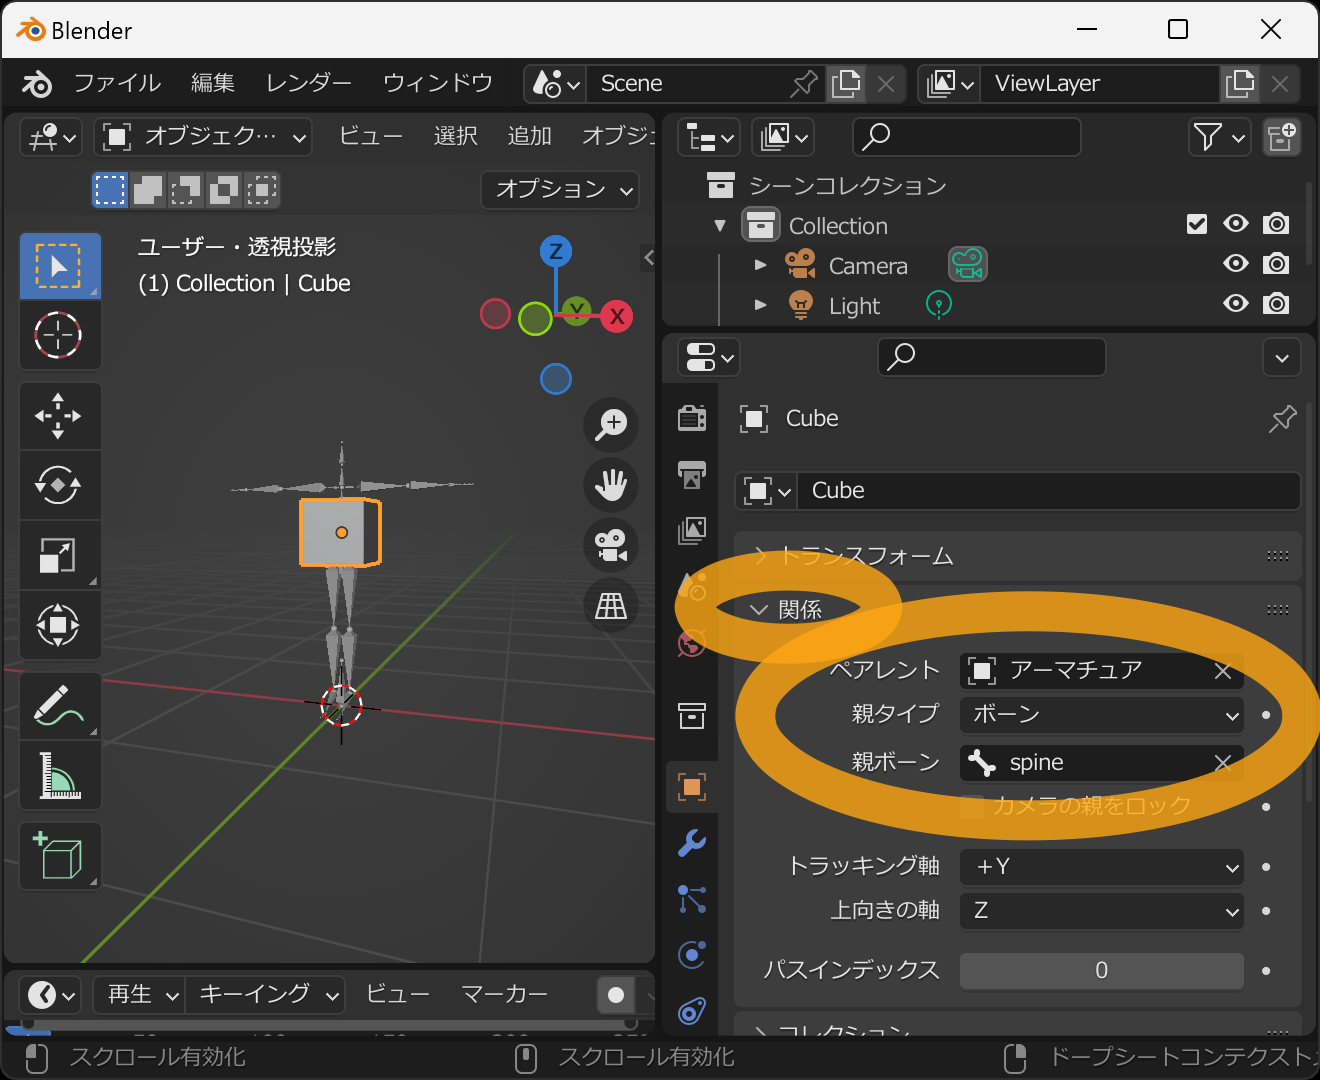 Blender
ファイル 編集 レンダー ウィンドウ Scene ViewLayer
オブジェク… ビュー 選択 追加 オブジェ
オプション
ユーザー・透視投影
(1) Collection | Cube
Z
Y
X
シーンコレクション
Collection
Camera
Light
Cube
Cube
トランスフォーム
関係
ペアレント アーマチュア
親タイプ ボーン
親ボーン spine
カメラの親をロック
トラッキング軸 +Y
上向きの軸 Z
パスインデックス 0
コレクション
再生 キーイング ビュー マーカー
50 100 150 200 250
スクロール有効化 スクロール有効化 ドープシートコンテクスト